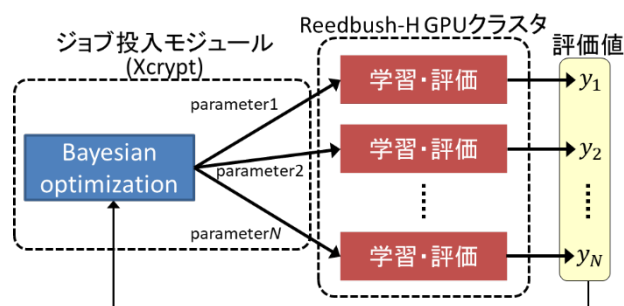 ジョブ投入モジュール
(Xcrypt)
Reedbush-H GPUクラスタ
評価値
Bayesian
optimization
parameter1
parameter2
parameterN
学習・評価
学習・評価
学習・評価
y1
y2
yN